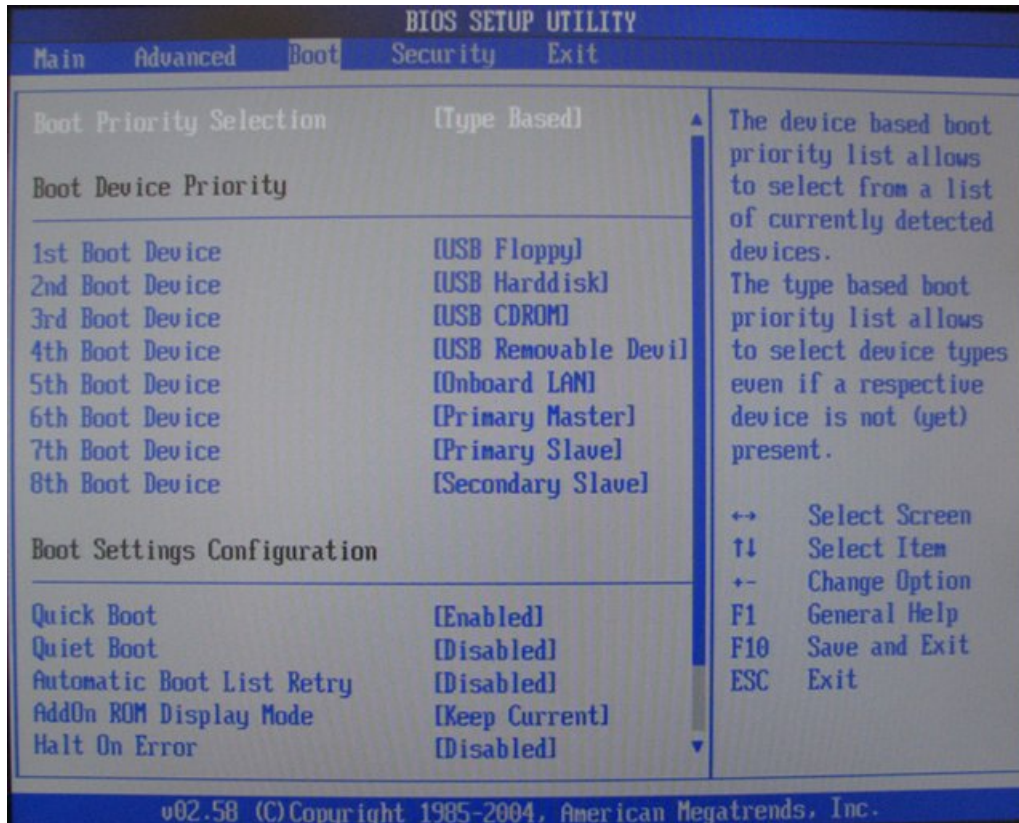 BIOS SETUP UTILITY
Main Advanced Boot Security Exit
Boot Priority Selection [Type Based]
Boot Device Priority
1st Boot Device [USB Floppy]
2nd Boot Device [USB Harddisk]
3rd Boot Device [USB CDROM]
4th Boot Device [USB Removable Devi]
5th Boot Device [Onboard LAN]
6th Boot Device [Primary Master]
7th Boot Device [Primary Slave]
8th Boot Device [Secondary Slave]
Boot Settings Configuration
Quick Boot [Enabled]
Quiet Boot [Disabled]
Automatic Boot List Retry [Disabled]
AddOn ROM Display Mode [Keep Current]
Halt On Error [Disabled]
The device based boot
priority list allows
to select from a list
of currently detected
devices.
The type based boot
priority list allows
to select device types
even if a respective
device is not (yet)
present.
↔ Select Screen
↑↓ Select Item
+- Change Option
F1 General Help
F10 Save and Exit
ESC Exit
v02.58 (C)Copyright 1985-2004, American Megatrends, Inc.